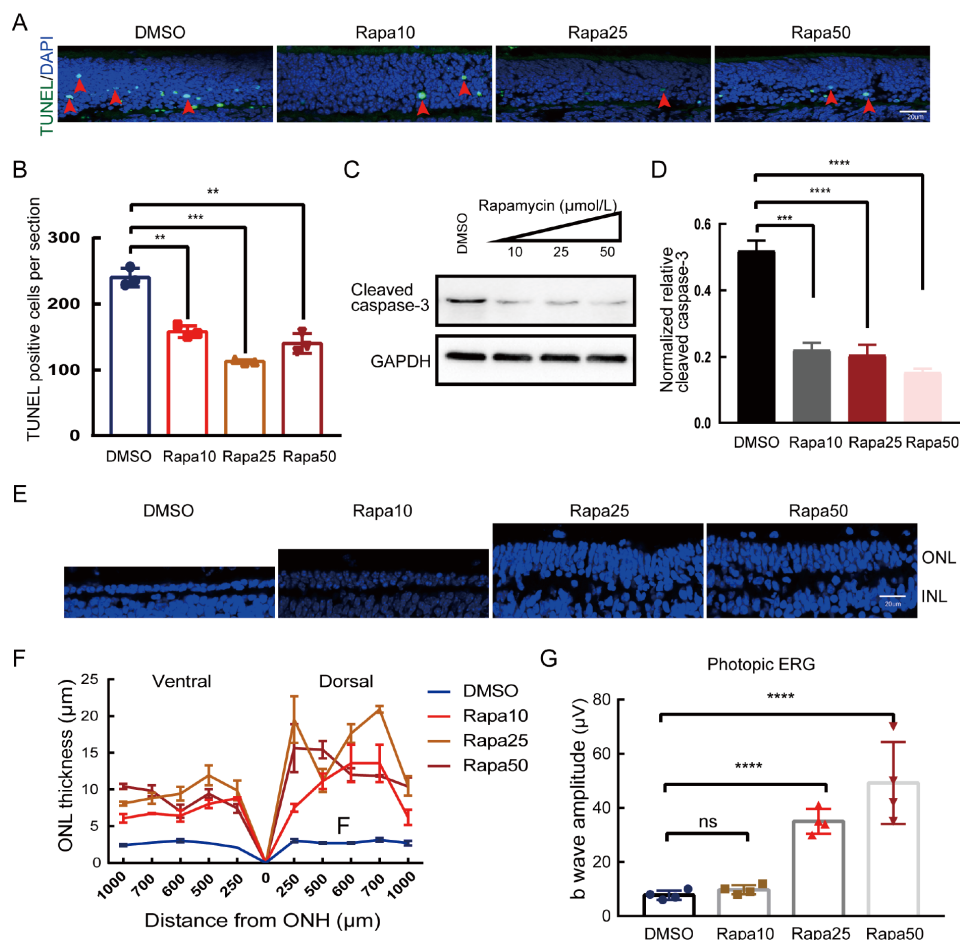 A
DMSO
Rapa10
Rapa25
Rapa50
TUNEL/DAPI
20um
B
TUNEL positive cells per section
300
200
100
0
**
***
**
DMSO
Rapa10
Rapa25
Rapa50
C
DMSO
Rapamycin (μmol/L)
10
25
50
Cleaved
caspase-3
GAPDH
D
Normalized relative
cleaved caspase-3
0.6
0.4
0.2
0.0
****
****
***
DMSO
Rapa10
Rapa25
Rapa50
E
DMSO
Rapa10
Rapa25
Rapa50
ONL
INL
20um
F
ONL thickness (μm)
25
20
15
10
5
0
Ventral
Dorsal
DMSO
Rapa10
Rapa25
Rapa50
F
1000
700
600
500
250
0
250
500
600
700
1000
Distance from ONH (μm)
G
Photopic ERG
b wave amplitude (μV)
80
60
40
20
0
****
****
ns
DMSO
Rapa10
Rapa25
Rapa50